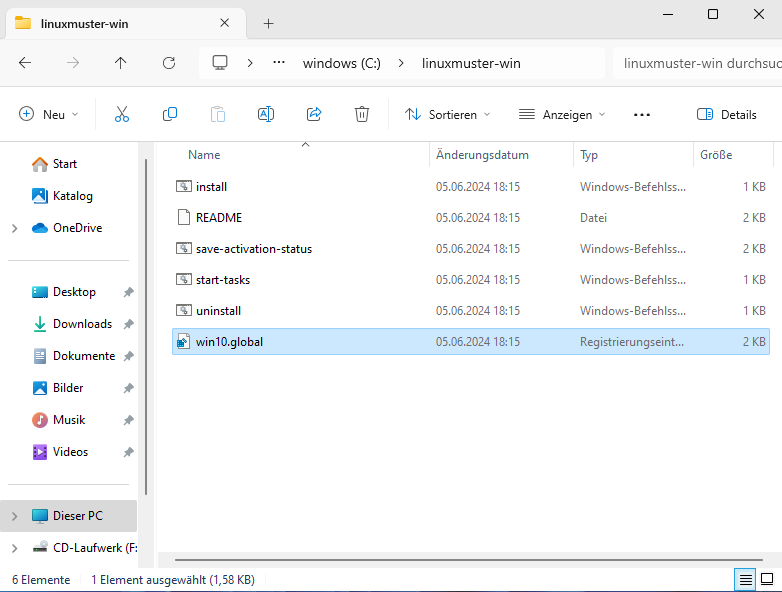 linuxmuster-win
windows (C:) linuxmuster-win linuxmuster-win durchsuc
Neu Sortieren Anzeigen Details
Name Änderungsdatum Typ Größe
Start
Katalog
OneDrive
Desktop
Downloads
Dokumente
Bilder
Musik
Videos
Dieser PC
CD-Laufwerk (F:
install 05.06.2024 18:15 Windows-Befehlss... 1 KB
README 05.06.2024 18:15 Datei 2 KB
save-activation-status 05.06.2024 18:15 Windows-Befehlss... 1 KB
start-tasks 05.06.2024 18:15 Windows-Befehlss... 1 KB
uninstall 05.06.2024 18:15 Windows-Befehlss... 1 KB
win10.global 05.06.2024 18:15 Registrierungseint... 2 KB
6 Elemente 1 Element ausgewählt (1,58 KB)